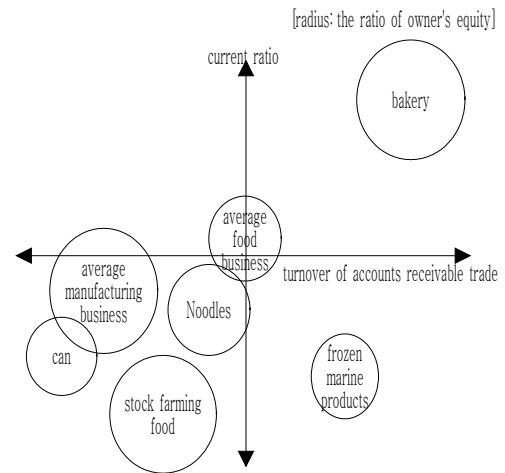 [radius: the ratio of owner's equity]
current ratio
bakery
average
food
business
turnover of accounts receivable trade
average
manufacturing
business
Noodles
can
frozen
marine
products
stock farming
food